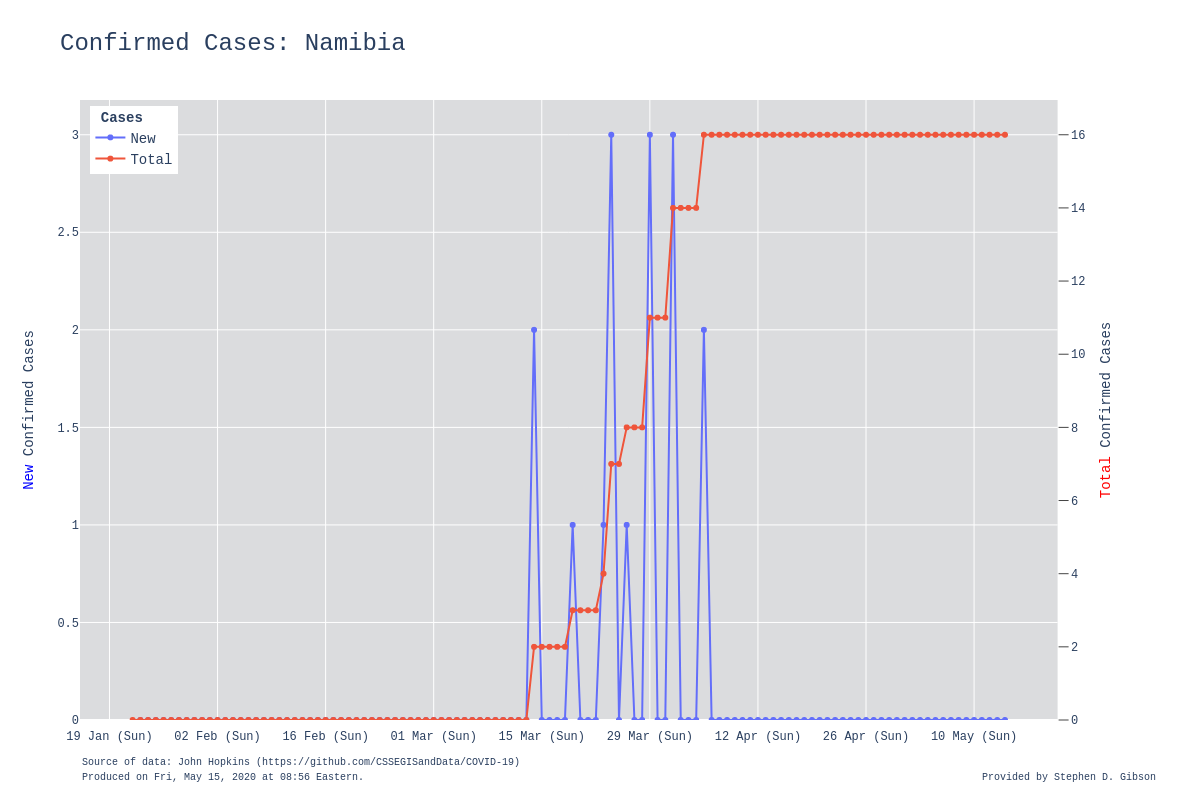 Confirmed Cases: Namibia
Cases
New
Total
3
2.5
2
1.5
1
0.5
0
New Confirmed Cases
16
14
12
10
8
6
4
2
0
Total Confirmed Cases
19 Jan (Sun) 02 Feb (Sun) 16 Feb (Sun) 01 Mar (Sun) 15 Mar (Sun) 29 Mar (Sun) 12 Apr (Sun) 26 Apr (Sun) 10 May (Sun)
Source of data: John Hopkins (https://github.com/CSSEGISandData/COVID-19)
Produced on Fri, May 15, 2020 at 08:56 Eastern.
Provided by Stephen D. Gibson